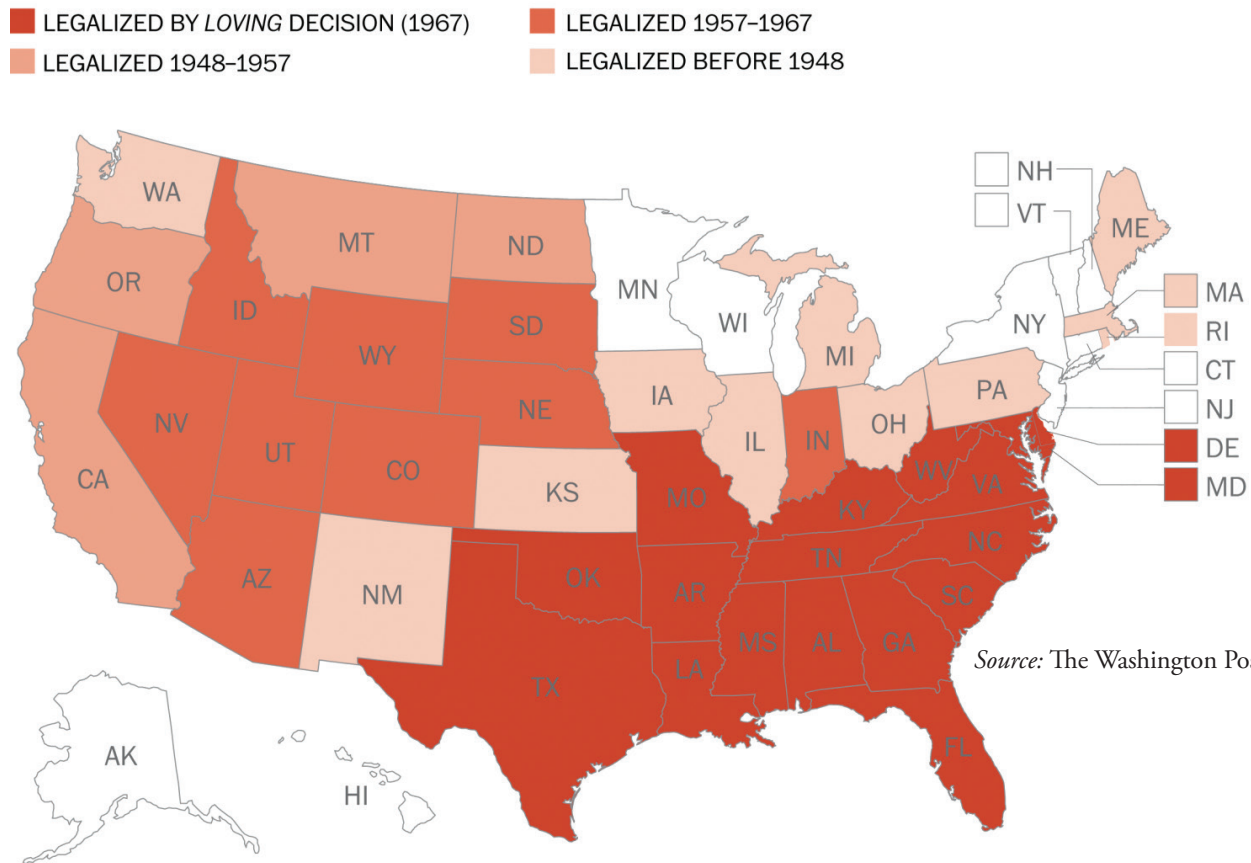 LEGALIZED BY LOVING DECISION (1967)
LEGALIZED 1957–1967
LEGALIZED 1948–1957
LEGALIZED BEFORE 1948
NH
VT
ME
WA
MT
ND
OR
MN
MA
ID
SD
WI
NY
RI
WY
MI
CT
IA
PA
NE
NJ
NV
OH
IL
IN
DE
UT
CO
CA
KS
MO
WV
VA
MD
KY
NC
TN
AZ
OK
NM
AR
SC
MS
AL
GA
LA
Source: The Washington Po
TX
FL
AK
HI